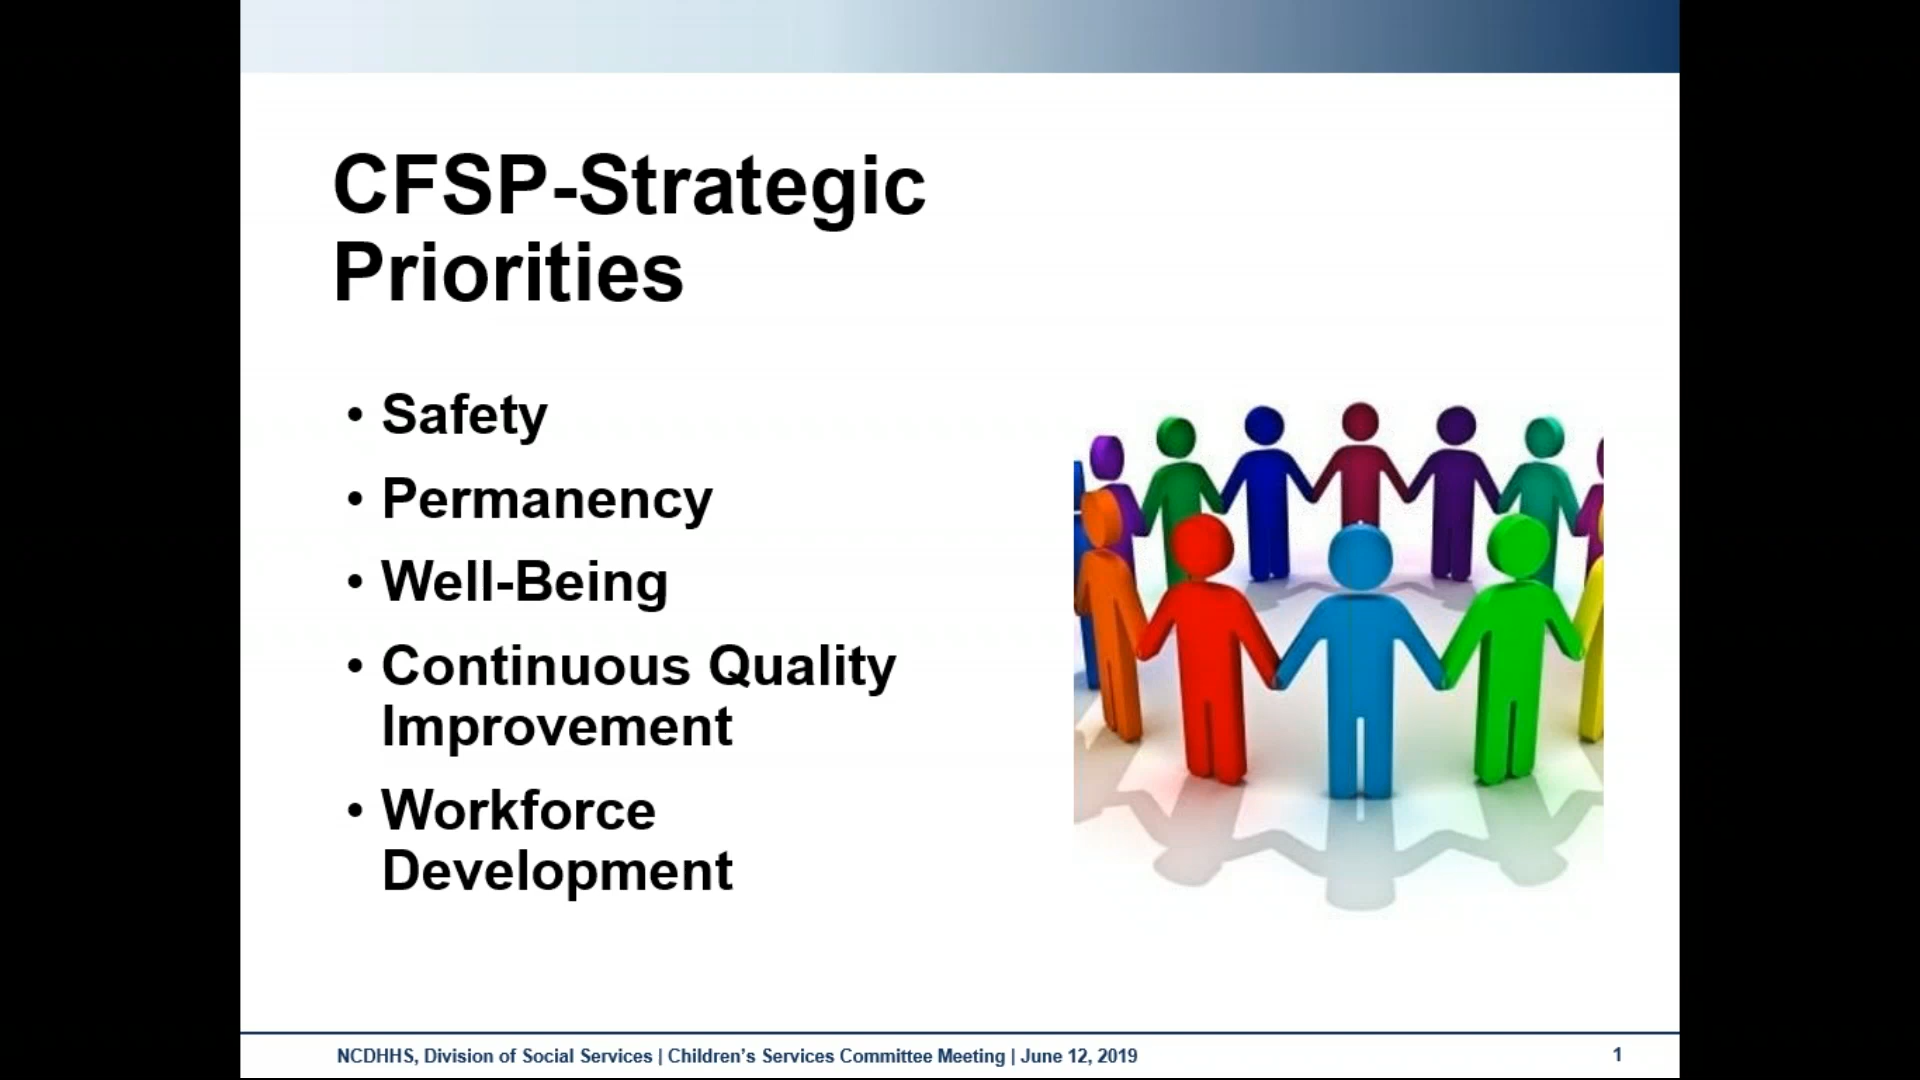 CFSP-Strategic
Priorities
• Safety
• Permanency
• Well-Being
• Continuous Quality
Improvement
• Workforce
Development
NCDHHS, Division of Social Services | Children’s Services Committee Meeting | June 12, 2019
1